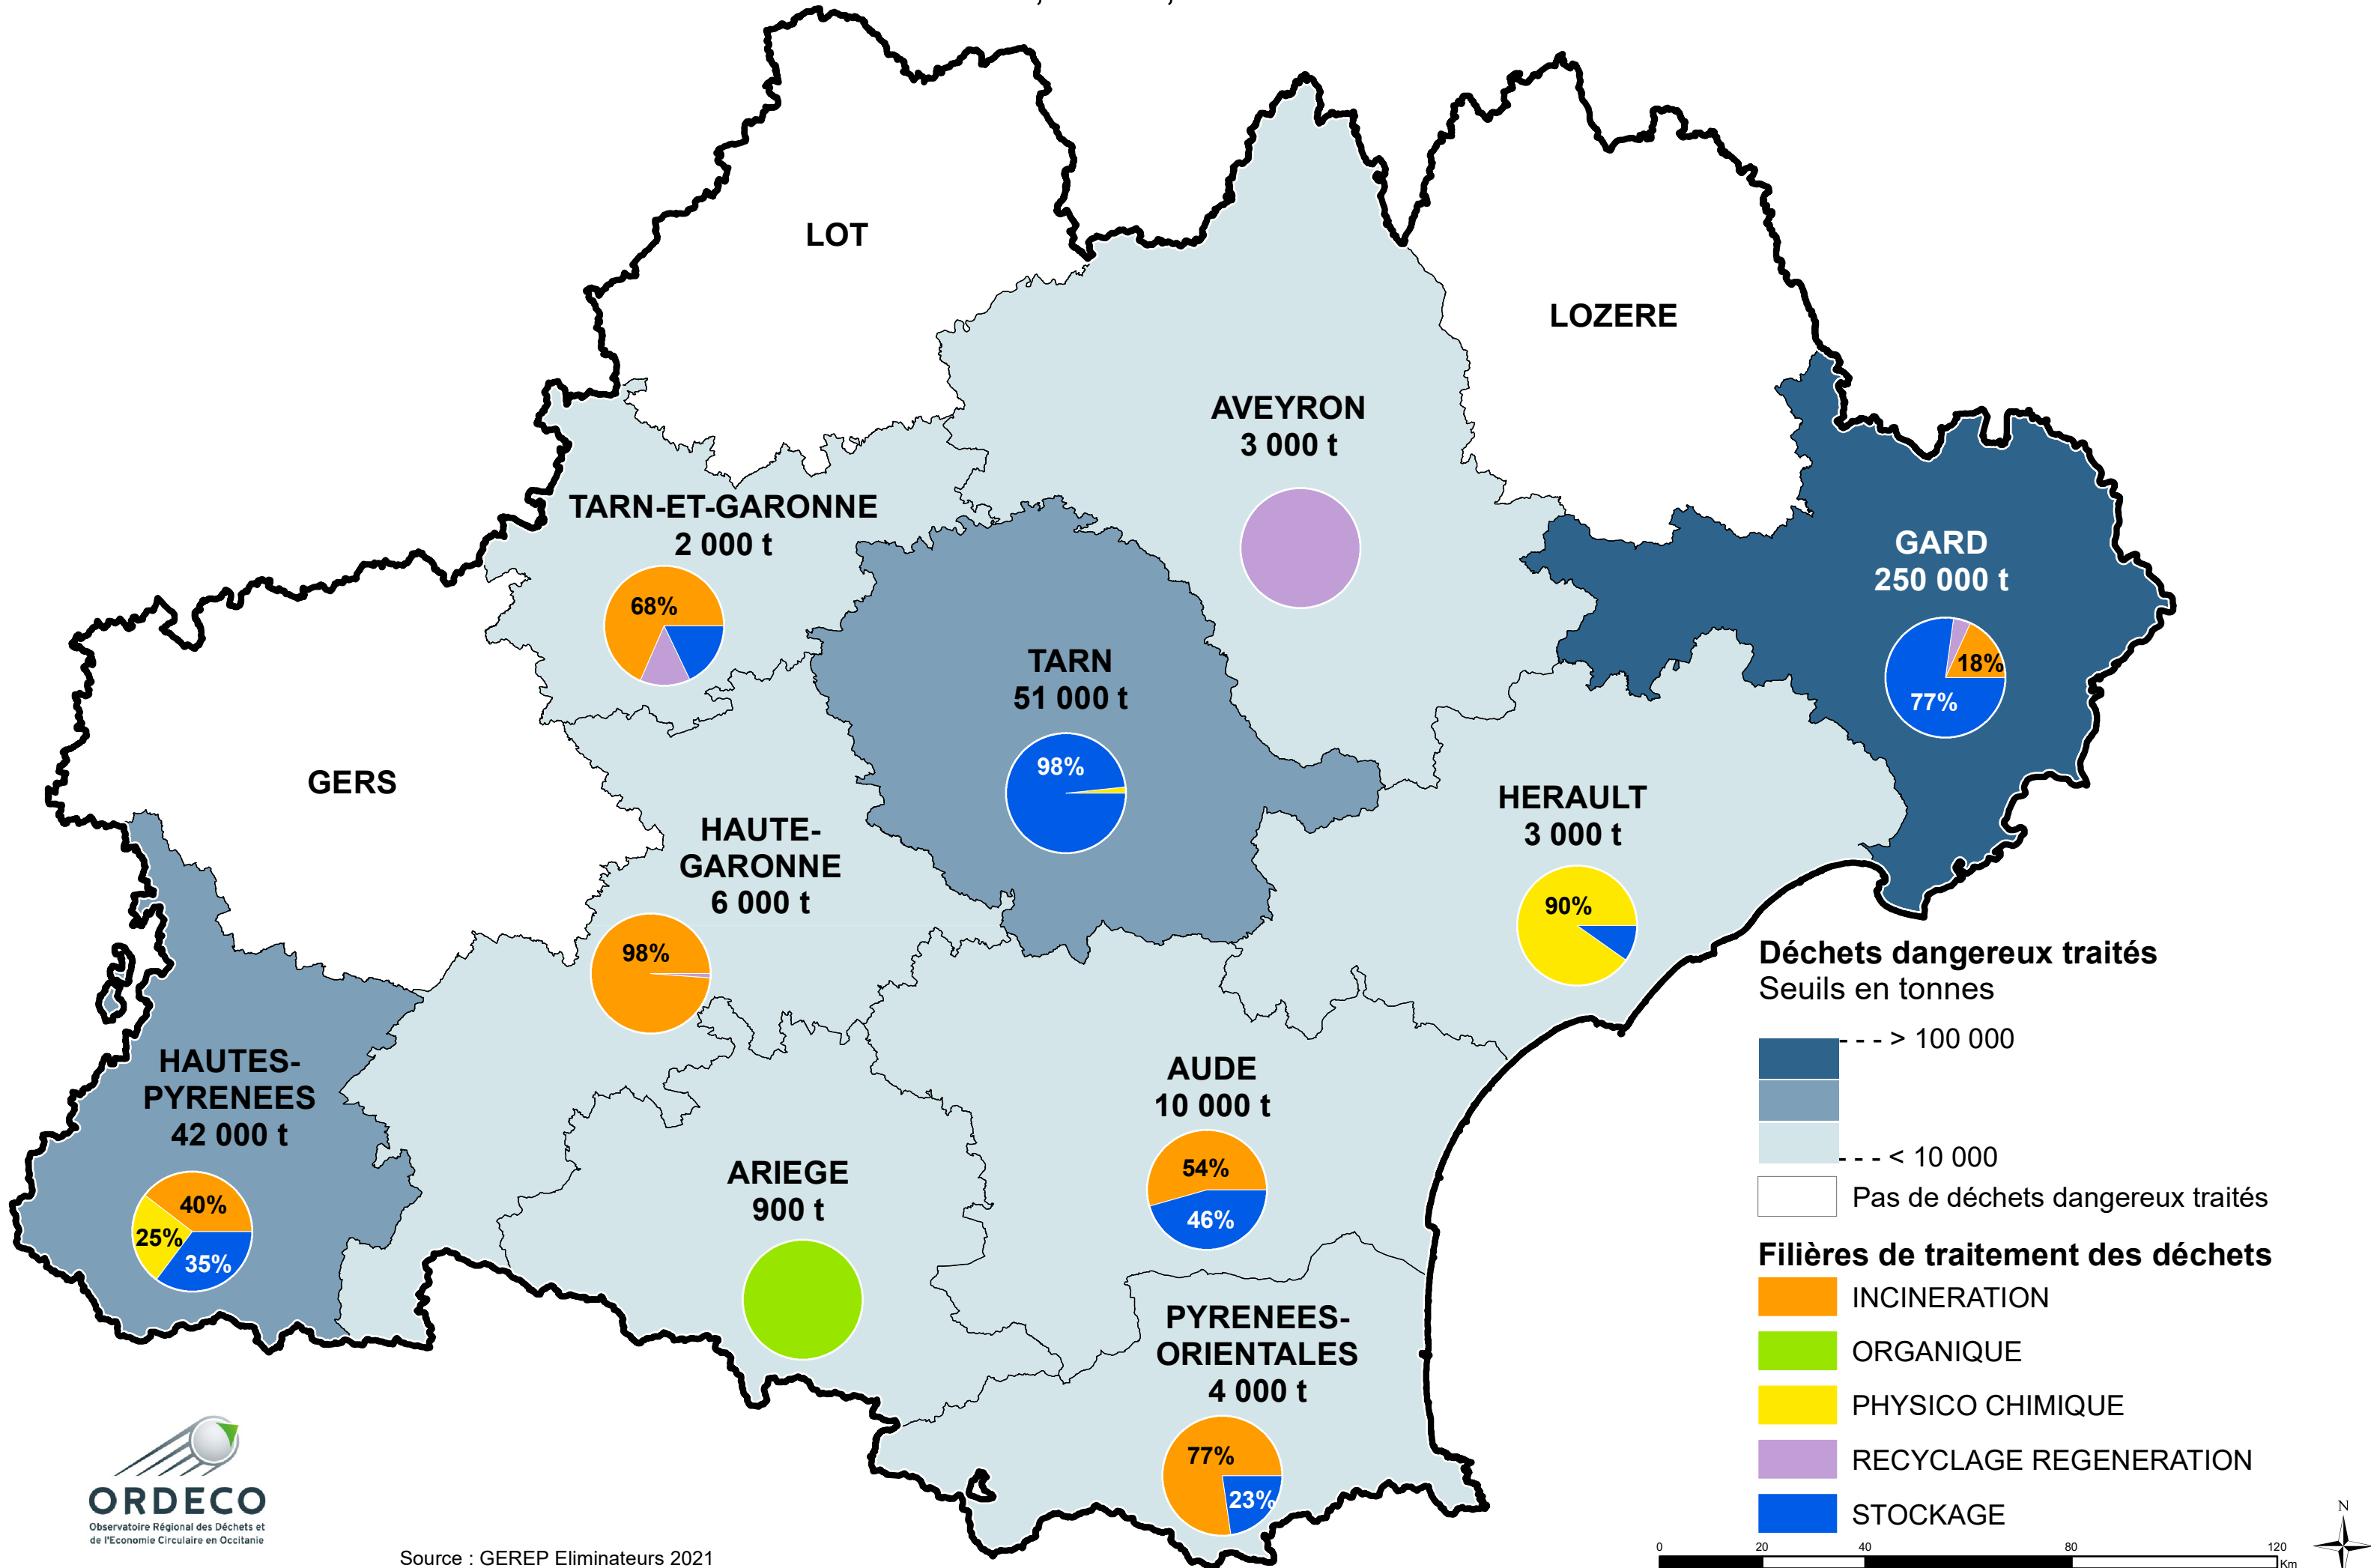 LOT
LOZERE
AVEYRON
3 000 t
TARN-ET-GARONNE
2 000 t
68%
GARD
250 000 t
18%
77%
TARN
51 000 t
98%
GERS
HAUTE-
GARONNE
6 000 t
98%
HERAULT
3 000 t
90%
HAUTES-
PYRENEES
42 000 t
40%
25%
35%
ARIEGE
900 t
AUDE
10 000 t
54%
46%
PYRENEES-
ORIENTALES
4 000 t
77%
23%
Déchets dangereux traités
Seuils en tonnes
- - - > 100 000
- - - < 10 000
Pas de déchets dangereux traités
Filières de traitement des déchets
INCINERATION
ORGANIQUE
PHYSICO CHIMIQUE
RECYCLAGE REGENERATION
STOCKAGE
ORDECO
Observatoire Régional des Déchets et
de l'Economie Circulaire en Occitanie
Source : GEREP Eliminateurs 2021
N
0 20 40 80 120
Km